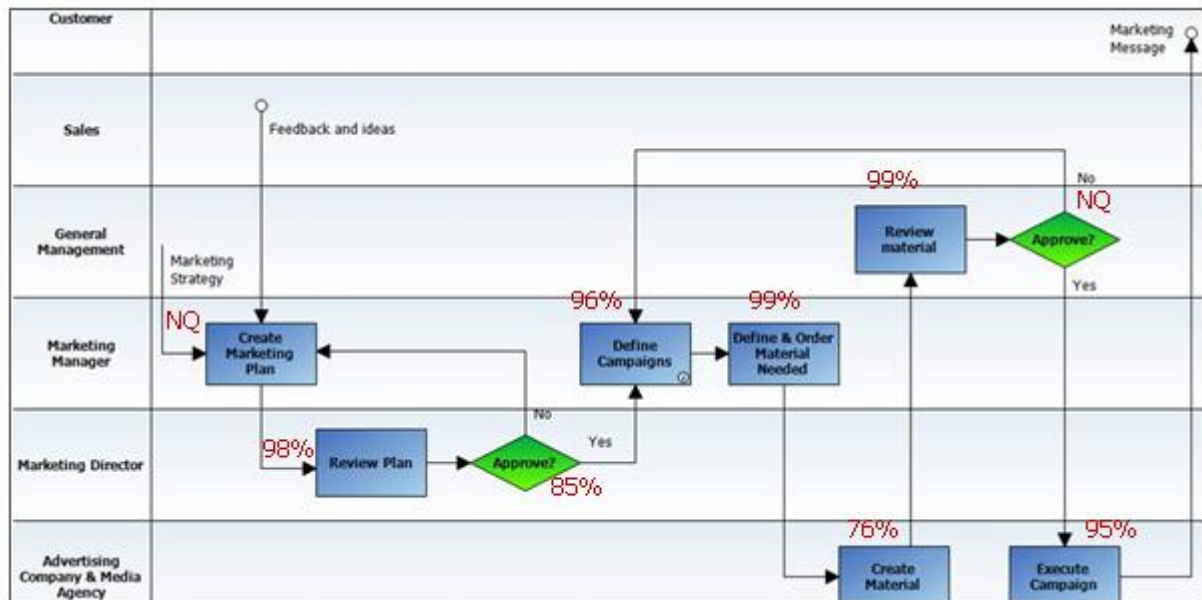 Customer
Marketing
Message
Sales
Feedback and ideas
99%
No
NQ
General
Management
Review
material
Approve?
Marketing
Strategy
Yes
NQ
96%
99%
Marketing
Manager
Create
Marketing
Plan
Define
Campaigns
Define & Order
Material
Needed
No
Marketing Director
98%
Review Plan
Approve?
Yes
85%
76%
95%
Advertising
Company & Media
Agency
Create
Material
Execute
Campaign